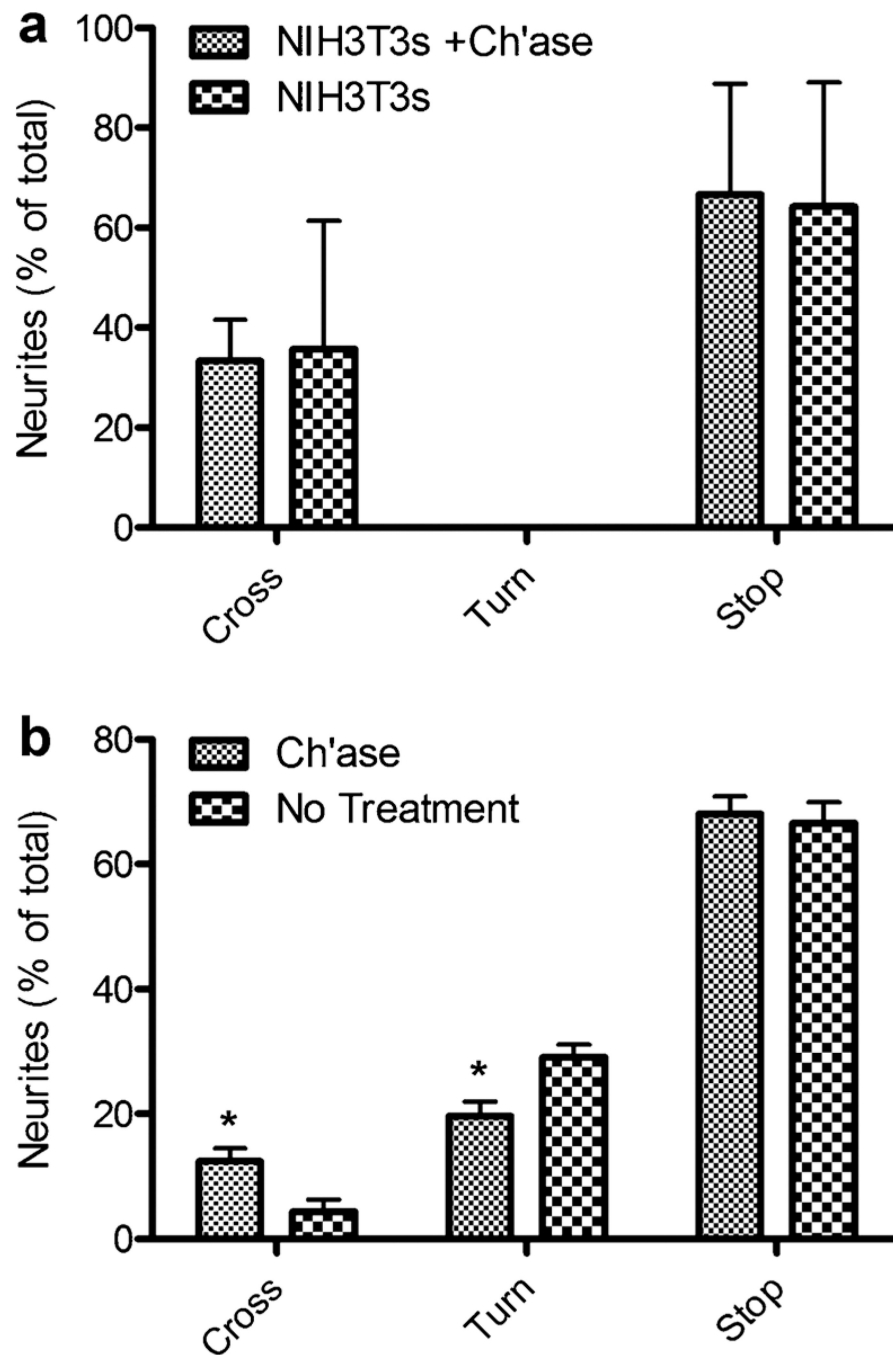 a
NIH3T3s +Ch'ase
NIH3T3s
Neurites (% of total)
100
80
60
40
20
0
Cross
Turn
Stop
b
Ch'ase
No Treatment
Neurites (% of total)
80
60
40
20
0
*
*
Cross
Turn
Stop